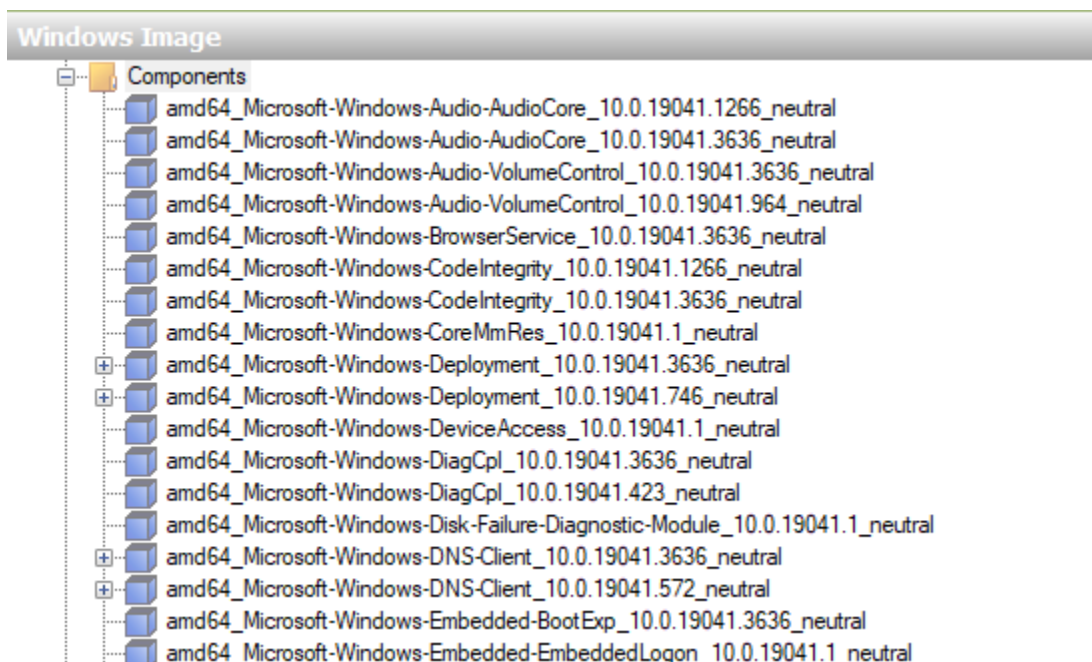 Windows Image
Components
amd64_Microsoft-Windows-Audio-AudioCore_10.0.19041.1266_neutral
amd64_Microsoft-Windows-Audio-AudioCore_10.0.19041.3636_neutral
amd64_Microsoft-Windows-Audio-VolumeControl_10.0.19041.3636_neutral
amd64_Microsoft-Windows-Audio-VolumeControl_10.0.19041.964_neutral
amd64_Microsoft-Windows-BrowserService_10.0.19041.3636_neutral
amd64_Microsoft-Windows-CodeIntegrity_10.0.19041.1266_neutral
amd64_Microsoft-Windows-CodeIntegrity_10.0.19041.3636_neutral
amd64_Microsoft-Windows-CoreMmRes_10.0.19041.1_neutral
amd64_Microsoft-Windows-Deployment_10.0.19041.3636_neutral
amd64_Microsoft-Windows-Deployment_10.0.19041.746_neutral
amd64_Microsoft-Windows-DeviceAccess_10.0.19041.1_neutral
amd64_Microsoft-Windows-DiagCpl_10.0.19041.3636_neutral
amd64_Microsoft-Windows-DiagCpl_10.0.19041.423_neutral
amd64_Microsoft-Windows-Disk-Failure-Diagnostic-Module_10.0.19041.1_neutral
amd64_Microsoft-Windows-DNS-Client_10.0.19041.3636_neutral
amd64_Microsoft-Windows-DNS-Client_10.0.19041.572_neutral
amd64_Microsoft-Windows-Embedded-BootExp_10.0.19041.3636_neutral
amd64_Microsoft-Windows-Embedded-EmbeddedLogon_10.0.19041.1_neutral